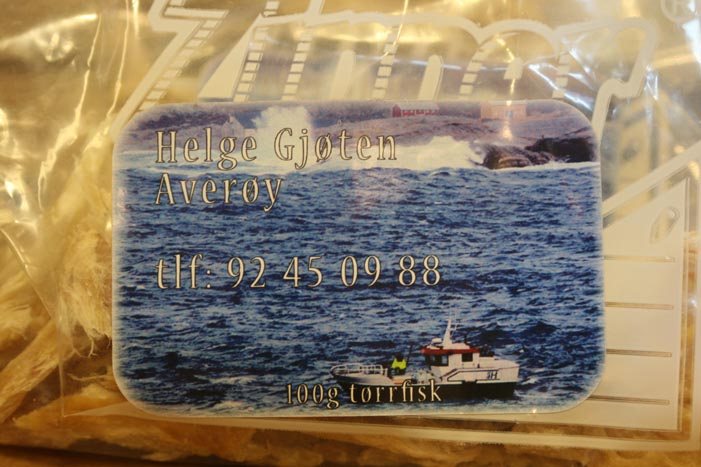 Helge Gjøten
Averøy
tlf: 92 45 09 88
100g tørrfisk